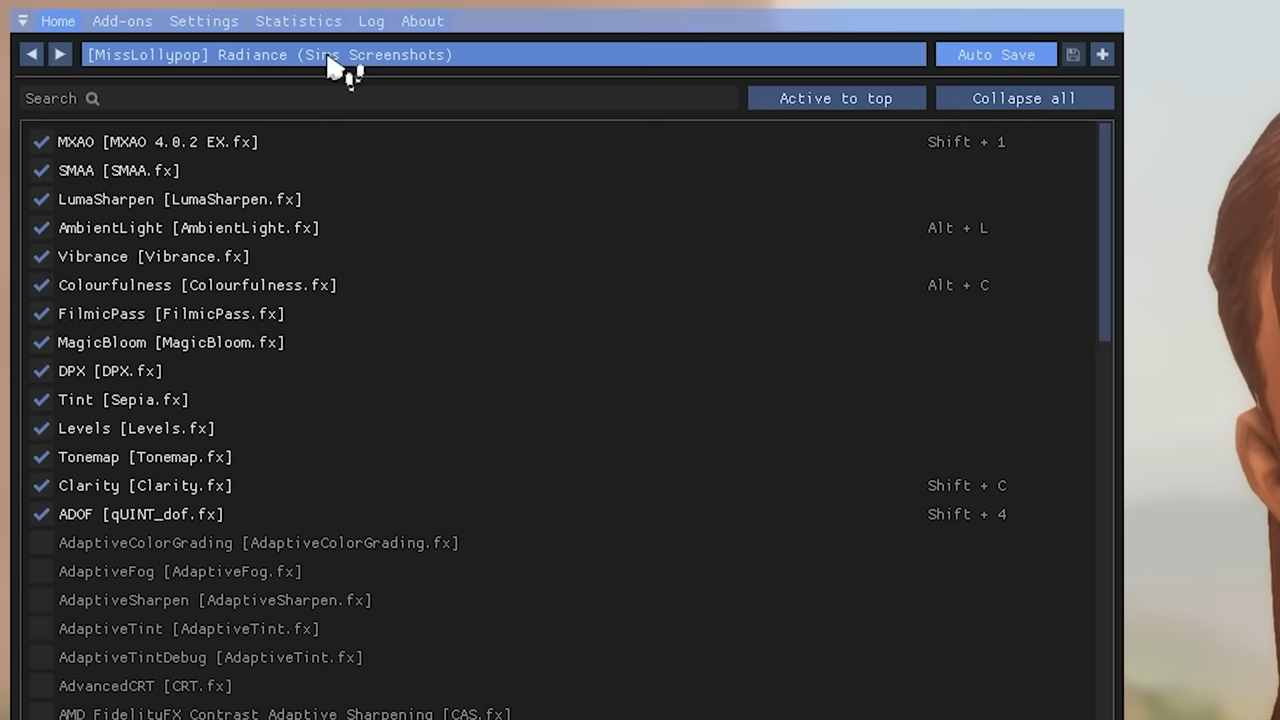 Home Add-ons Settings Statistics Log About
[MissLollypop] Radiance (Sims Screenshots) Auto Save
Search Active to top Collapse all
MXAO [MXAO 4.0.2 EX.fx] Shift + 1
SMAA [SMAA.fx]
LumaSharpen [LumaSharpen.fx]
AmbientLight [AmbientLight.fx] Alt + L
Vibrance [Vibrance.fx]
Colourfulness [Colourfulness.fx] Alt + C
FilmicPass [FilmicPass.fx]
MagicBloom [MagicBloom.fx]
DPX [DPX.fx]
Tint [Sepia.fx]
Levels [Levels.fx]
Tonemap [Tonemap.fx]
Clarity [Clarity.fx] Shift + C
ADOF [qUINT_dof.fx] Shift + 4
AdaptiveColorGrading [AdaptiveColorGrading.fx]
AdaptiveFog [AdaptiveFog.fx]
AdaptiveSharpen [AdaptiveSharpen.fx]
AdaptiveTint [AdaptiveTint.fx]
AdaptiveTintDebug [AdaptiveTint.fx]
AdvancedCRT [CRT.fx]
AMD FidelityFX Contrast Adaptive Sharpening [CAS.fx]